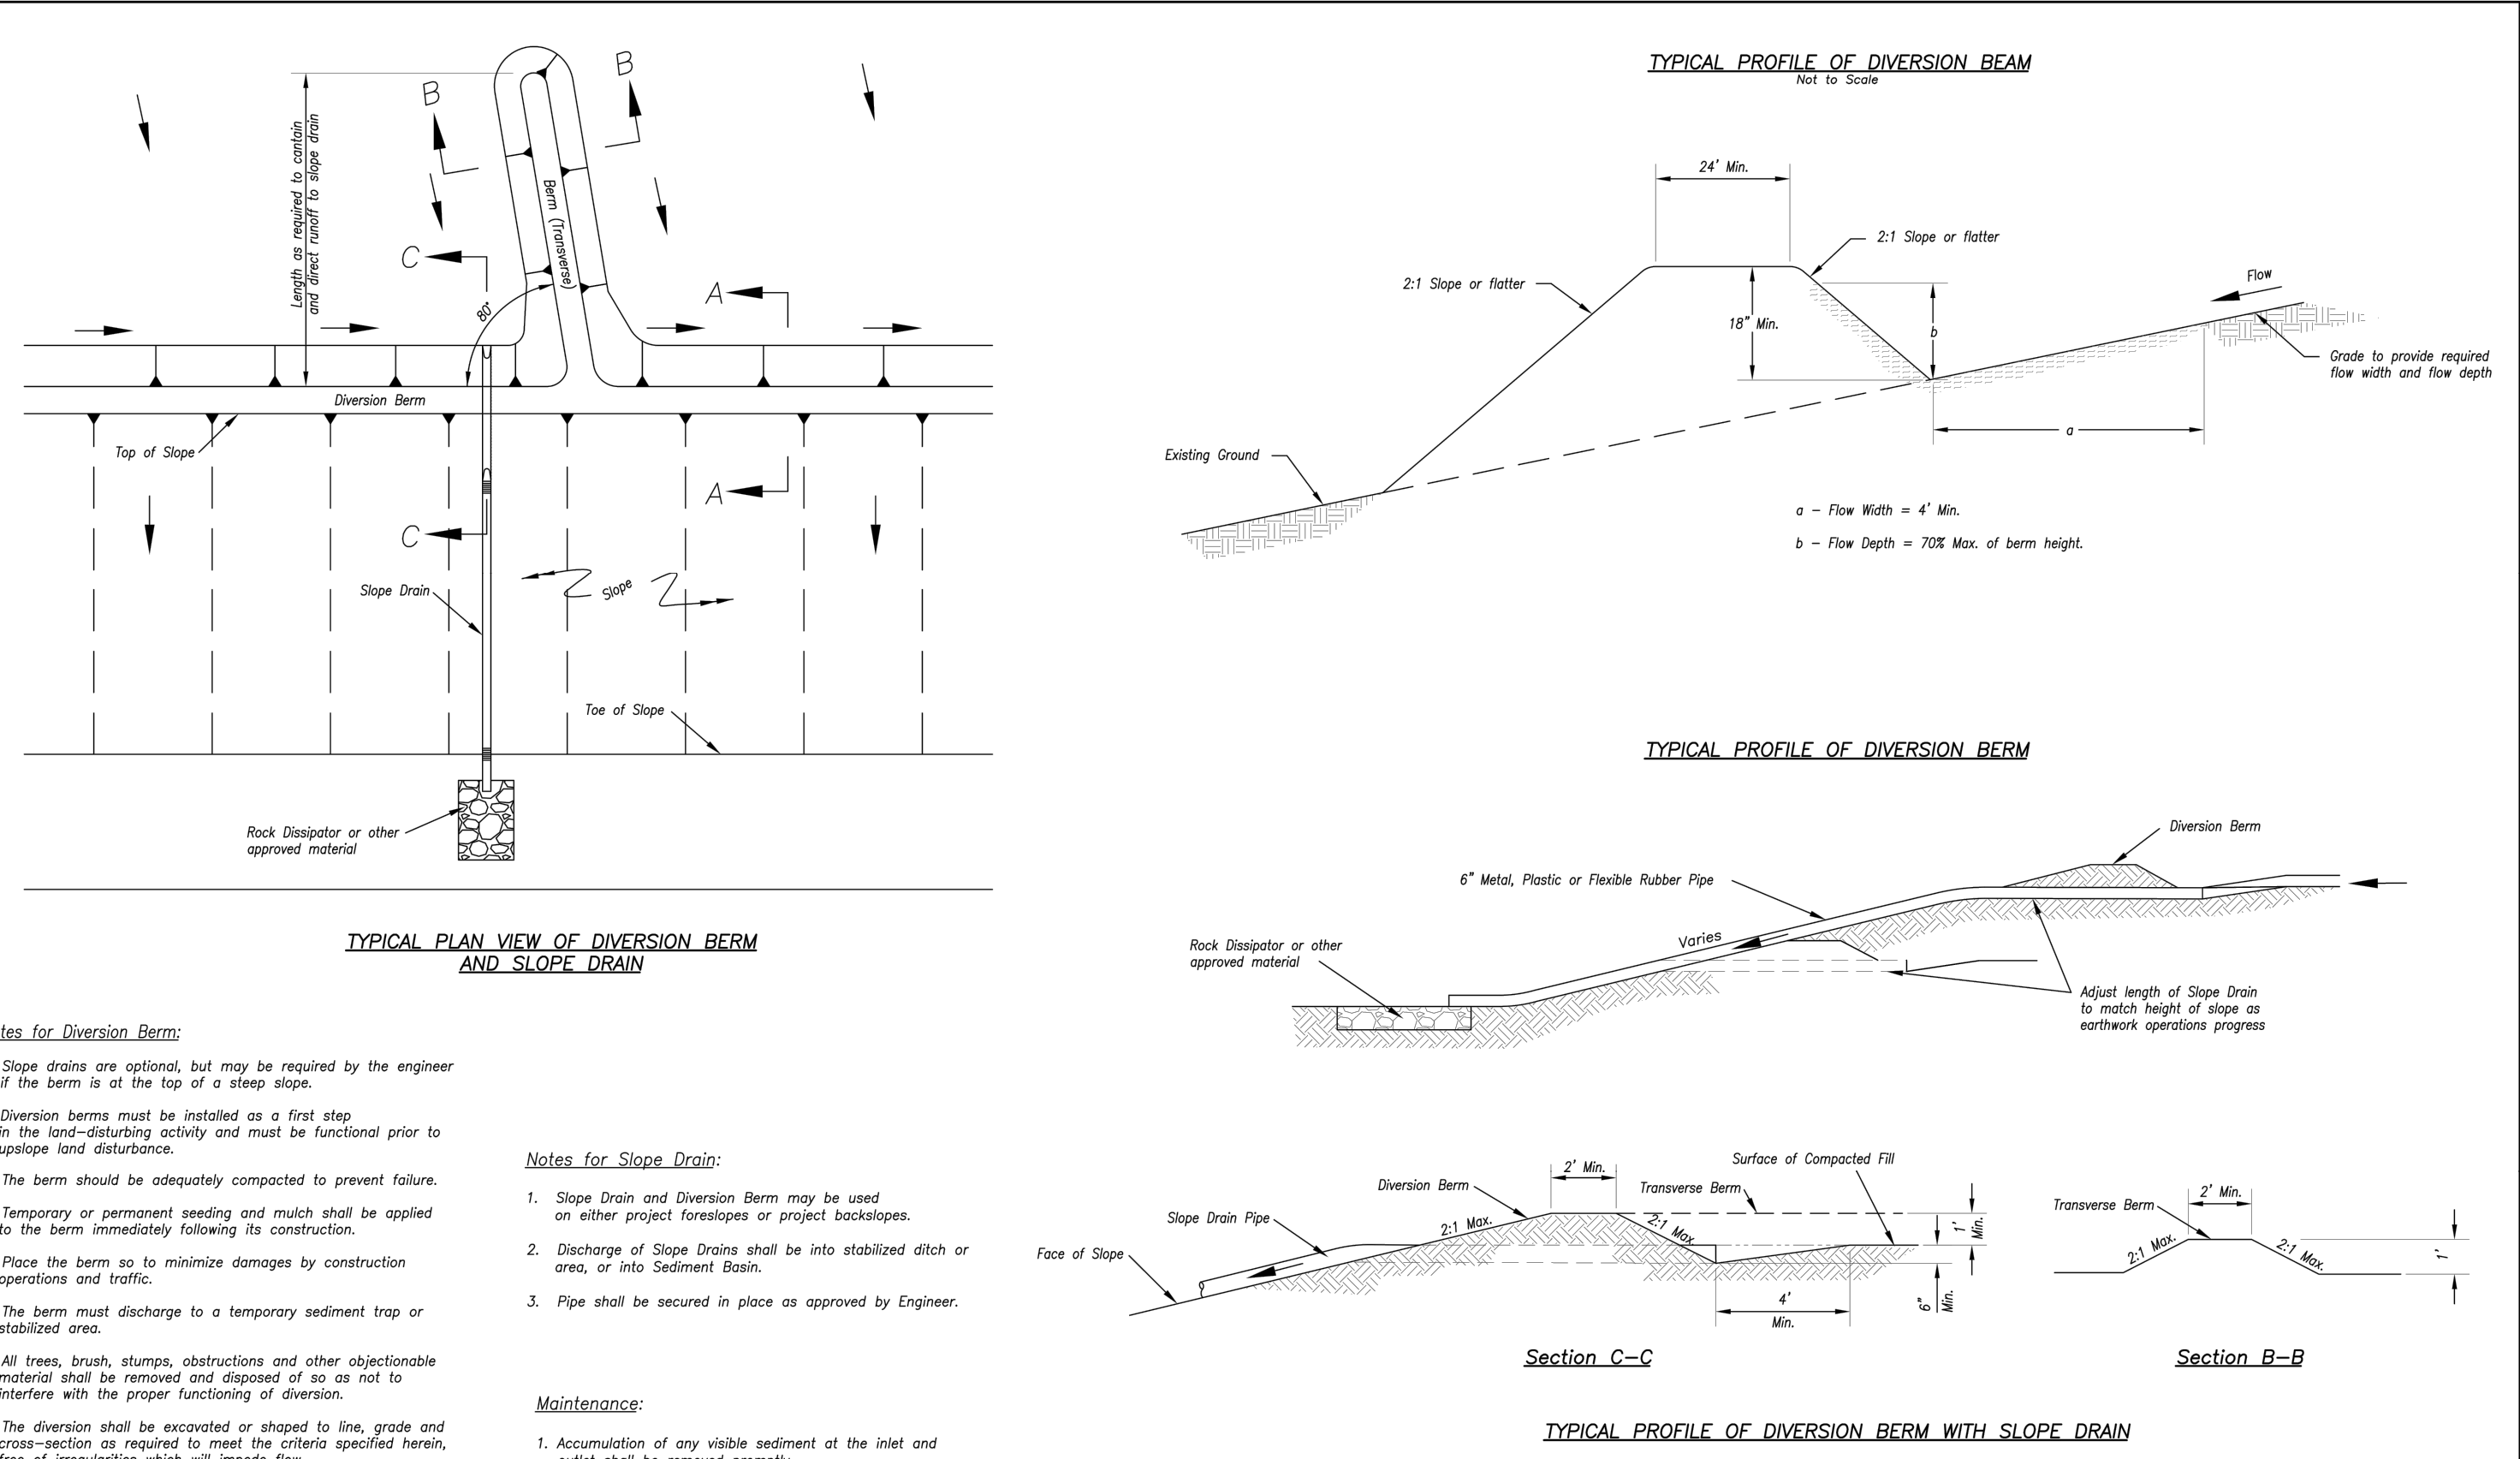 B
B
Length as required to cantain
and direct runoff to slope drain
Berm (Transverse)
C
80°
A
Diversion Berm
Top of Slope
A
C
Slope Drain
Slope
Toe of Slope
Rock Dissipator or other
approved material
TYPICAL PLAN VIEW OF DIVERSION BERM
AND SLOPE DRAIN
TYPICAL PROFILE OF DIVERSION BEAM
Not to Scale
24' Min.
2:1 Slope or flatter
2:1 Slope or flatter
Flow
18" Min.
b
Grade to provide required
flow width and flow depth
a
Existing Ground
a – Flow Width = 4' Min.
b – Flow Depth = 70% Max. of berm height.
TYPICAL PROFILE OF DIVERSION BERM
Diversion Berm
6" Metal, Plastic or Flexible Rubber Pipe
Varies
Rock Dissipator or other
approved material
Adjust length of Slope Drain
to match height of slope as
earthwork operations progress
Surface of Compacted Fill
2' Min.
Diversion Berm
Transverse Berm
Slope Drain Pipe
2:1 Max.
2:1 Max.
1'
Min.
Face of Slope
4'
Min.
6"
Min.
Section C–C
2' Min.
Transverse Berm
2:1 Max.
2:1 Max.
1'
Section B–B
TYPICAL PROFILE OF DIVERSION BERM WITH SLOPE DRAIN
tes for Diversion Berm:
Slope drains are optional, but may be required by the engineer
if the berm is at the top of a steep slope.
Diversion berms must be installed as a first step
in the land–disturbing activity and must be functional prior to
upslope land disturbance.
The berm should be adequately compacted to prevent failure.
Temporary or permanent seeding and mulch shall be applied
to the berm immediately following its construction.
Place the berm so to minimize damages by construction
operations and traffic.
The berm must discharge to a temporary sediment trap or
stabilized area.
All trees, brush, stumps, obstructions and other objectionable
material shall be removed and disposed of so as not to
interfere with the proper functioning of diversion.
The diversion shall be excavated or shaped to line, grade and
cross–section as required to meet the criteria specified herein,
free of irregularities which will impede flow
Notes for Slope Drain:
1. Slope Drain and Diversion Berm may be used
on either project foreslopes or project backslopes.
2. Discharge of Slope Drains shall be into stabilized ditch or
area, or into Sediment Basin.
3. Pipe shall be secured in place as approved by Engineer.
Maintenance:
1. Accumulation of any visible sediment at the inlet and
outlet shall be removed promptly